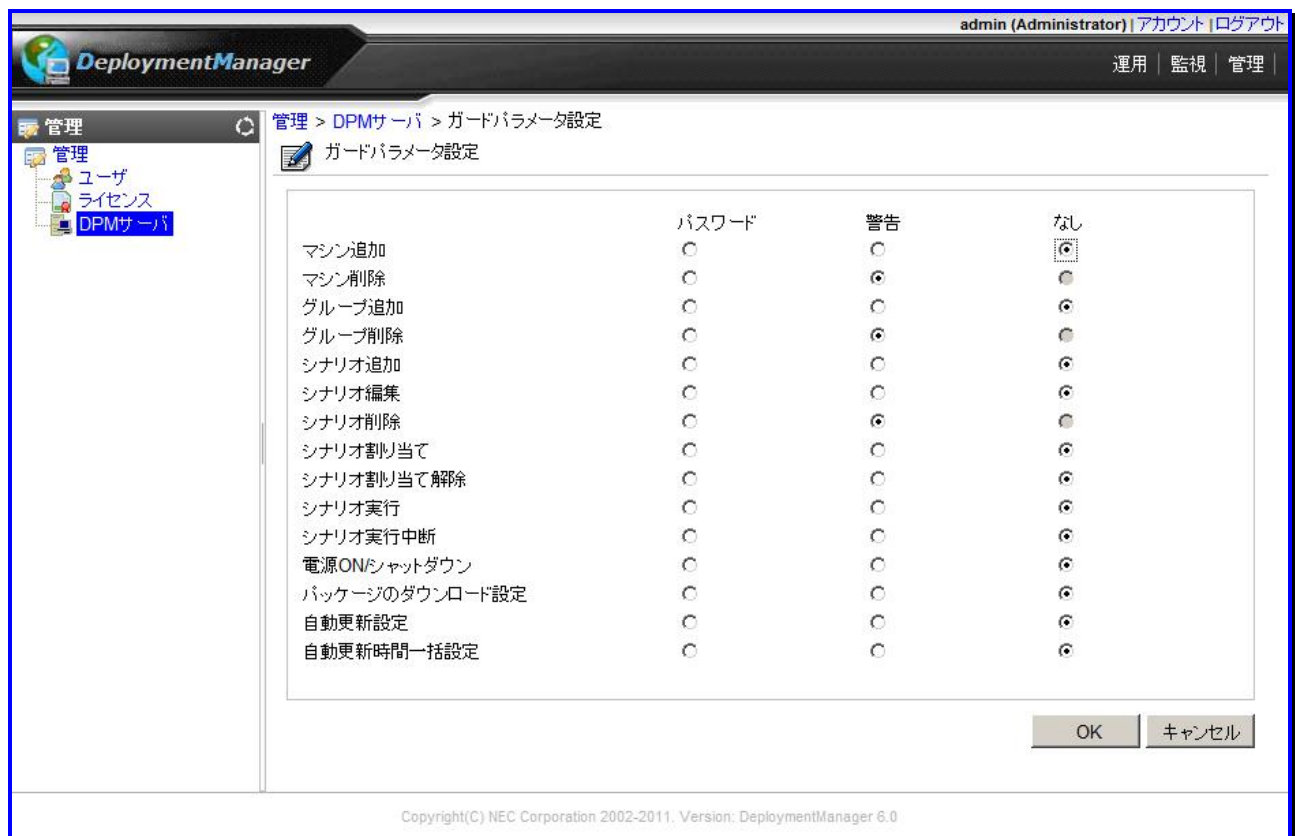 admin (Administrator) | アカウント | ログアウト
DeploymentManager
運用 | 監視 | 管理 |
管理
管理
ユーザ
ライセンス
DPMサーバ
管理 > DPMサーバ > ガードパラメータ設定
ガードパラメータ設定
パスワード 警告 なし
マシン追加
マシン削除
グループ追加
グループ削除
シナリオ追加
シナリオ編集
シナリオ削除
シナリオ割り当て
シナリオ割り当て解除
シナリオ実行
シナリオ実行中断
電源ON/シャットダウン
パッケージのダウンロード設定
自動更新設定
自動更新時間一括設定
OK キャンセル
Copyright(C) NEC Corporation 2002-2011. Version: DeploymentManager 6.0